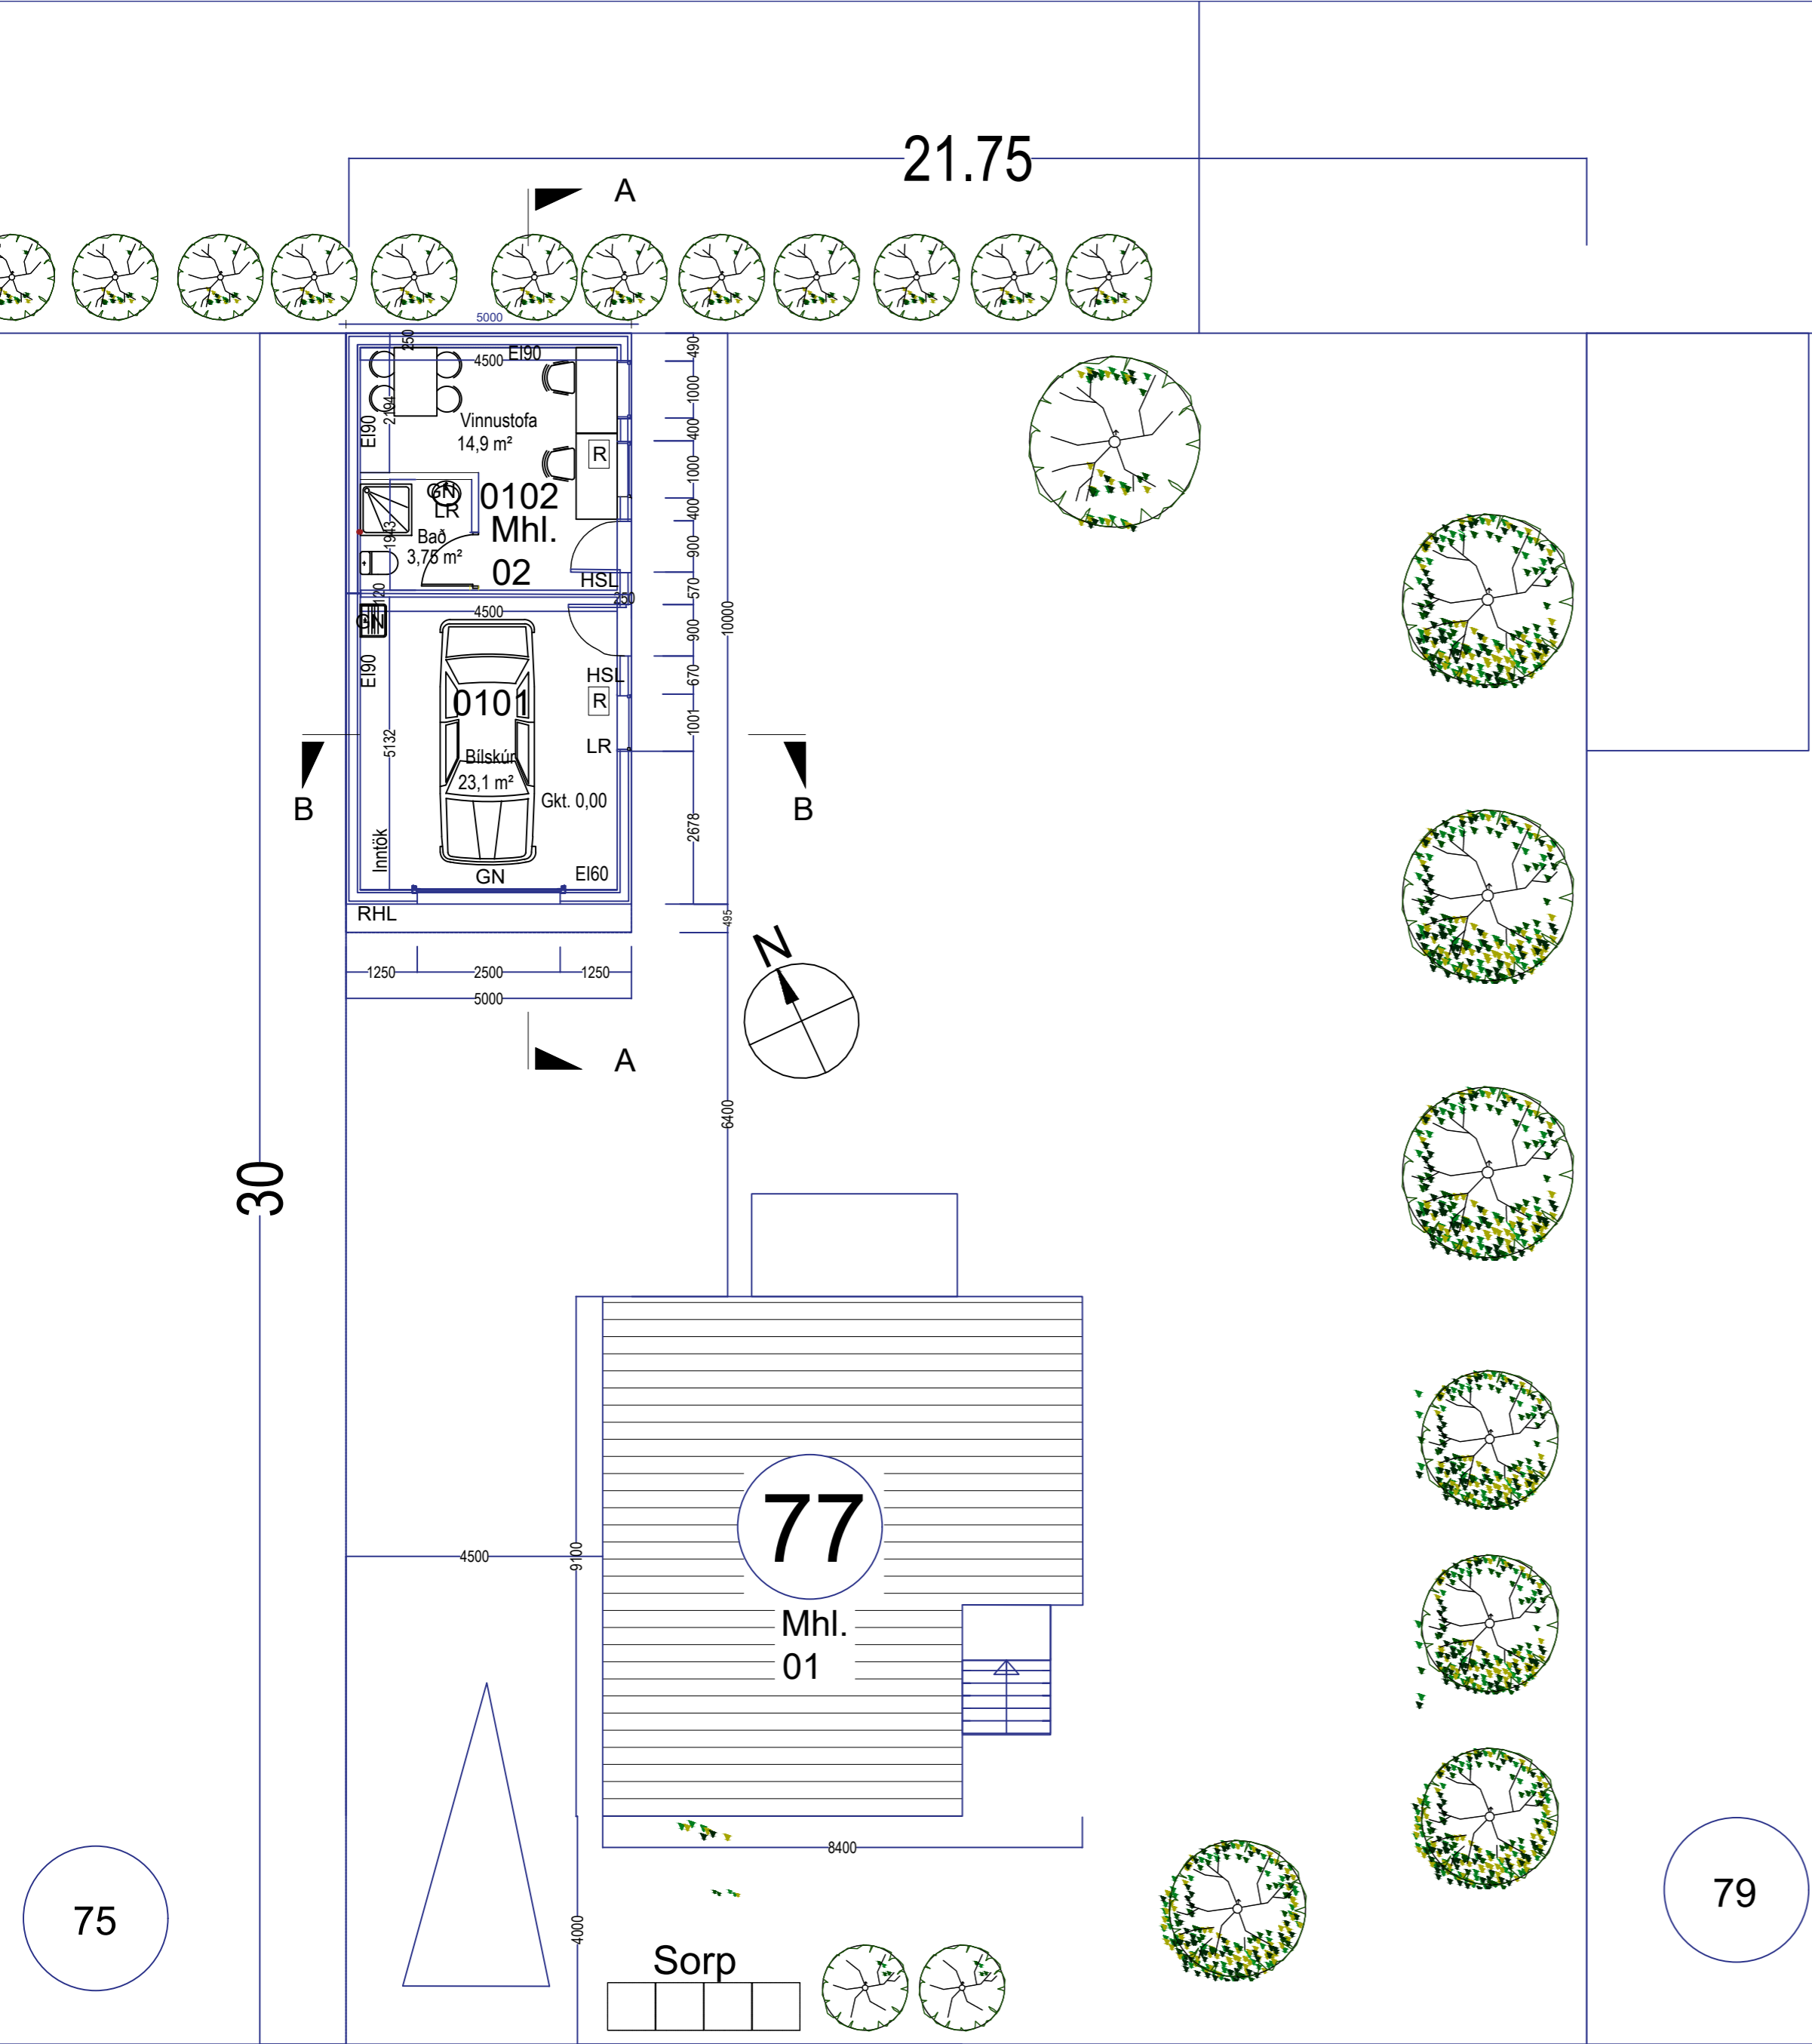 21.75
A
5000
250
4500
EI90
490
1000
2194
EI90
Vinnustofa
14,9 m²
400
R
1000
GN
LR
0102
Mhl.
02
400
1943
Bað
3,75 m²
900
HSL
570
120
250
4500
10000
GN
900
EI90
HSL
670
R
0101
1001
5132
LR
Bílskúr
23,1 m²
Gkt. 0,00
B
B
2678
Inntök
GN
EI60
RHL
495
N
1250
2500
1250
5000
A
6400
30
77
4500
9100
Mhl.
01
8400
75
79
4000
Sorp